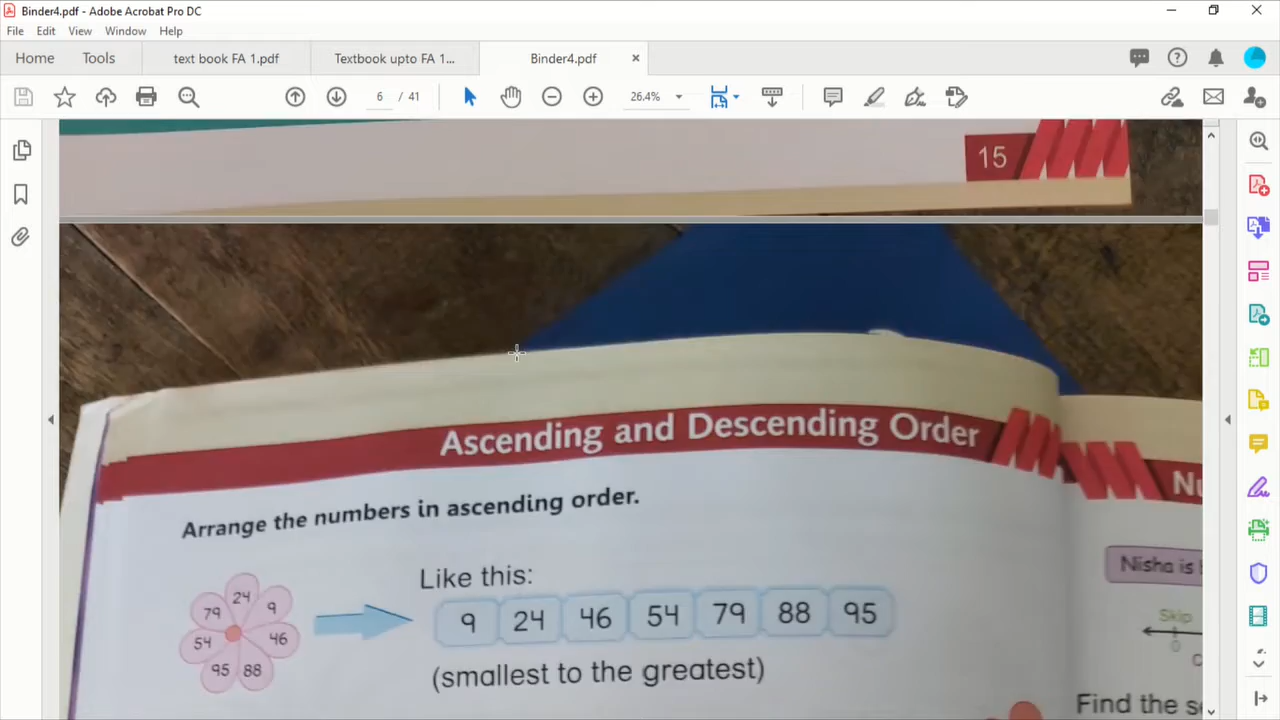 Binder4.pdf - Adobe Acrobat Pro DC
File Edit View Window Help
Home Tools text book FA 1.pdf Textbook upto FA 1... Binder4.pdf
6 / 41 26.4%
15
Ascending and Descending Order
Arrange the numbers in ascending order.
Like this:
24 9 46 88 95 54 79
9 24 46 54 79 88 95
(smallest to the greatest)
Nisha is
Skip
0
Find the